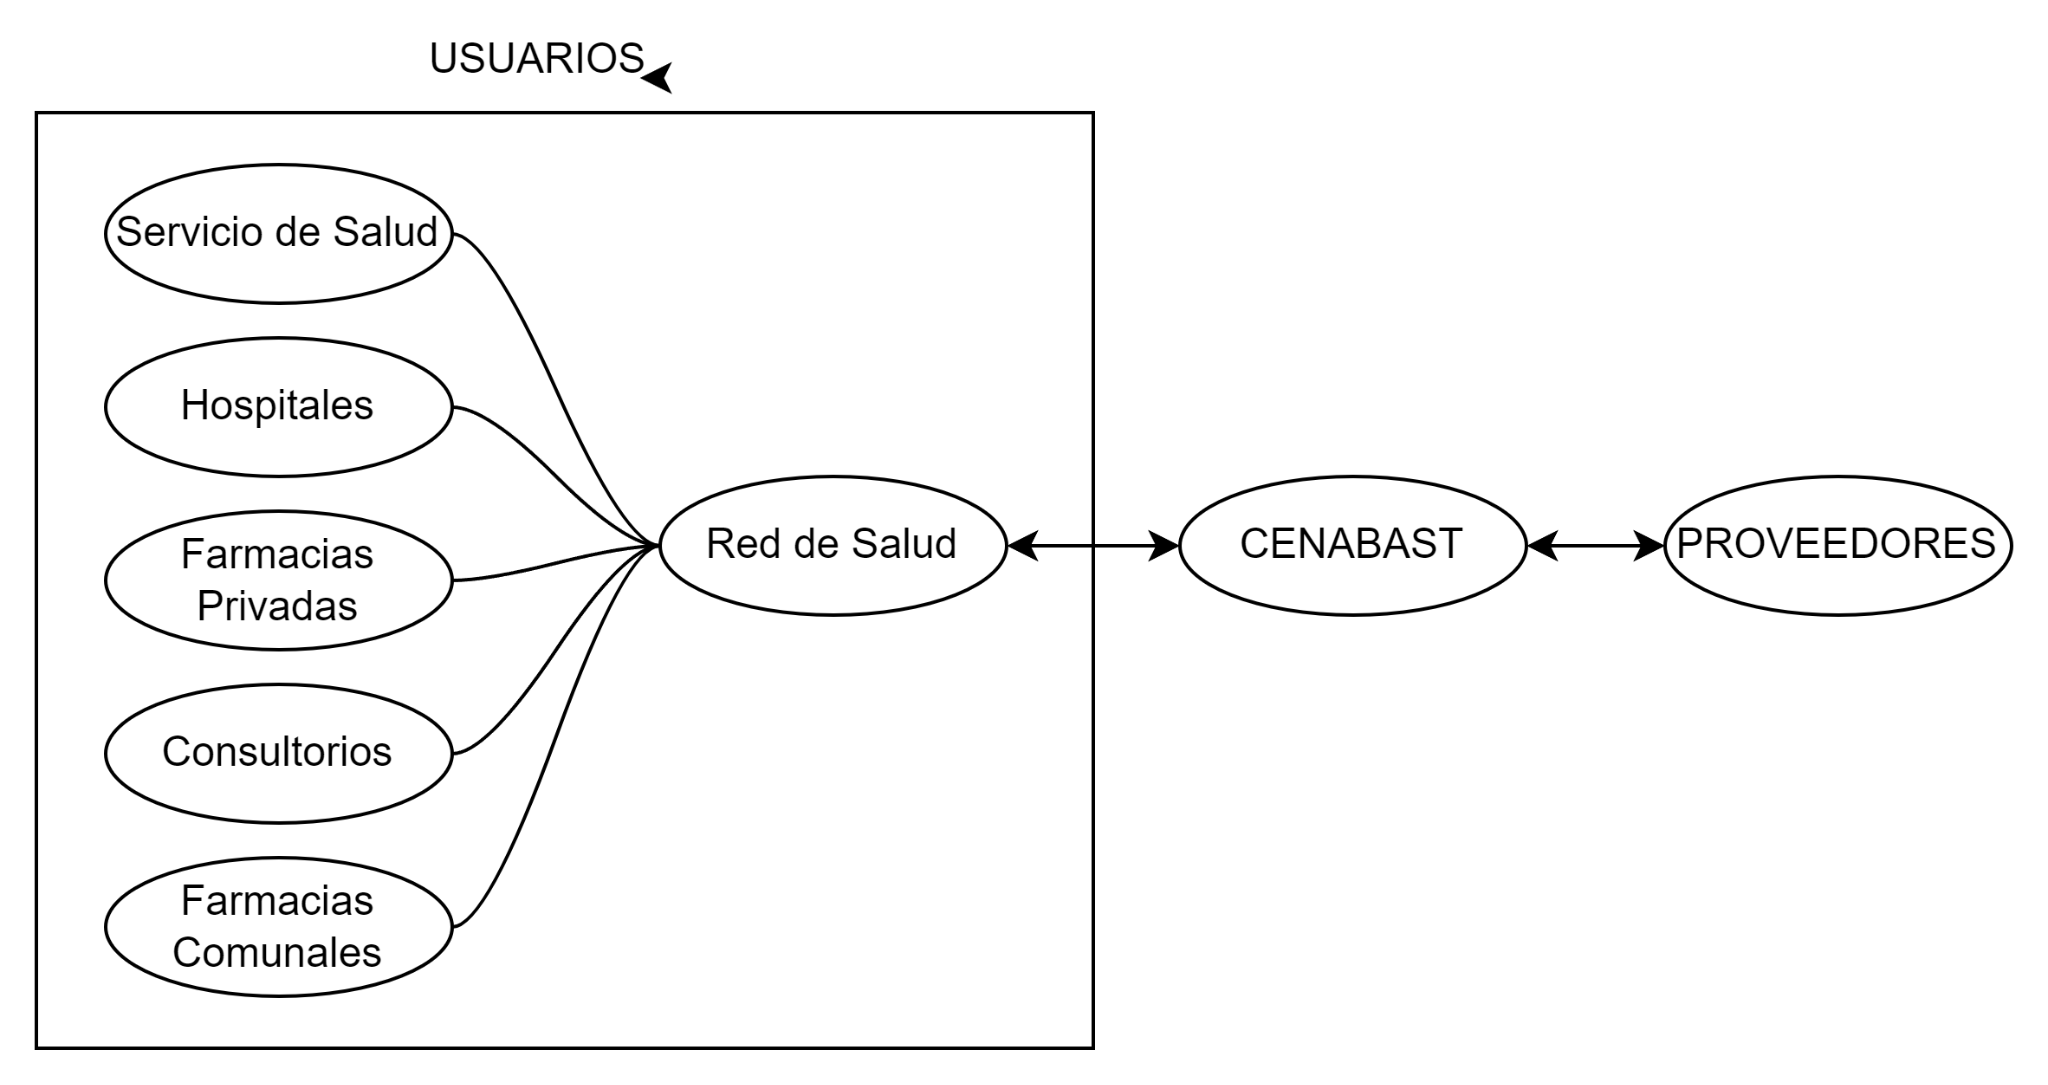 USUARIOS
Servicio de Salud
Hospitales
Farmacias
Privadas
Consultorios
Farmacias
Comunales
Red de Salud
CENABAST
PROVEEDORES